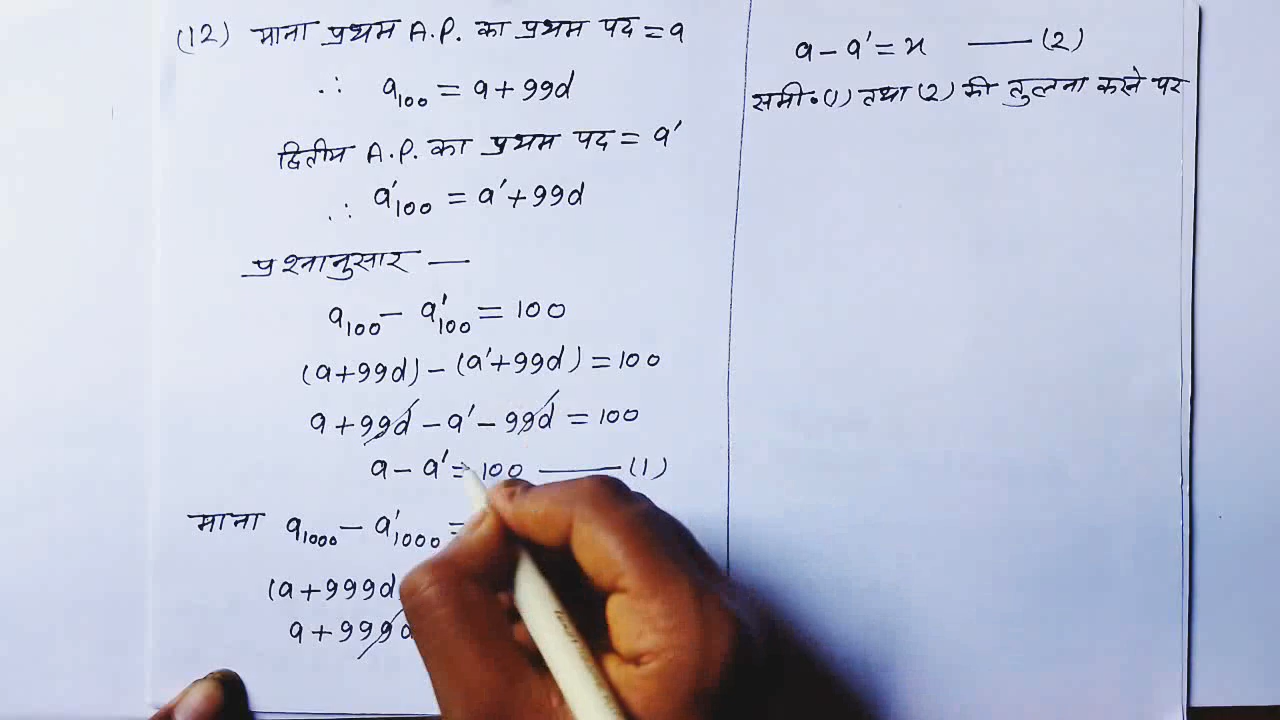 (12) माना प्रथम A.P. का प्रथम पद = a
∴ a₁₀₀ = a + 99d
द्वितीय A.P. का प्रथम पद = a'
∴ a'₁₀₀ = a' + 99d
प्रश्नानुसार —
a₁₀₀ − a'₁₀₀ = 100
(a + 99d) − (a' + 99d) = 100
a + 99d − a' − 99d = 100
a − a' = 100 —— (1)
माना a₁₀₀₀ − a'₁₀₀₀ =
(a + 999d)
a + 999d
a − a' = x —— (2)
समी. (1) तथा (2) की तुलना करने पर